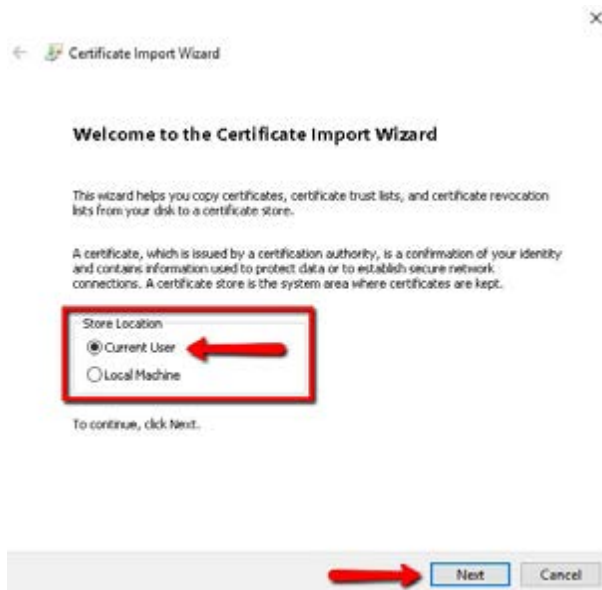 Certificate Import Wizard
Welcome to the Certificate Import Wizard
This wizard helps you copy certificates, certificate trust lists, and certificate revocation
lists from your disk to a certificate store.
A certificate, which is issued by a certification authority, is a confirmation of your identity
and contains information used to protect data or to establish secure network
connections. A certificate store is the system area where certificates are kept.
Store Location
Current User
Local Machine
To continue, click Next.
Next Cancel